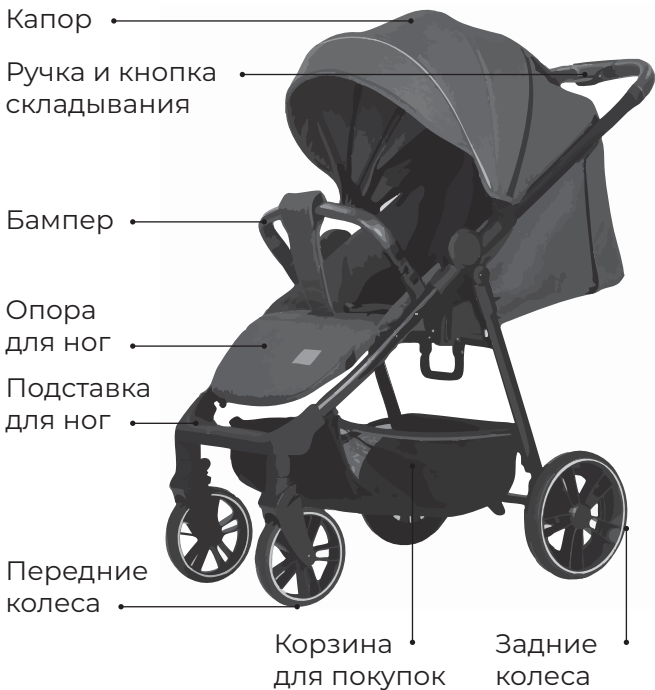 Капор
Ручка и кнопка
складывания
Бампер
Опора
для ног
Подставка
для ног
Передние
колеса
Корзина
для покупок
Задние
колеса